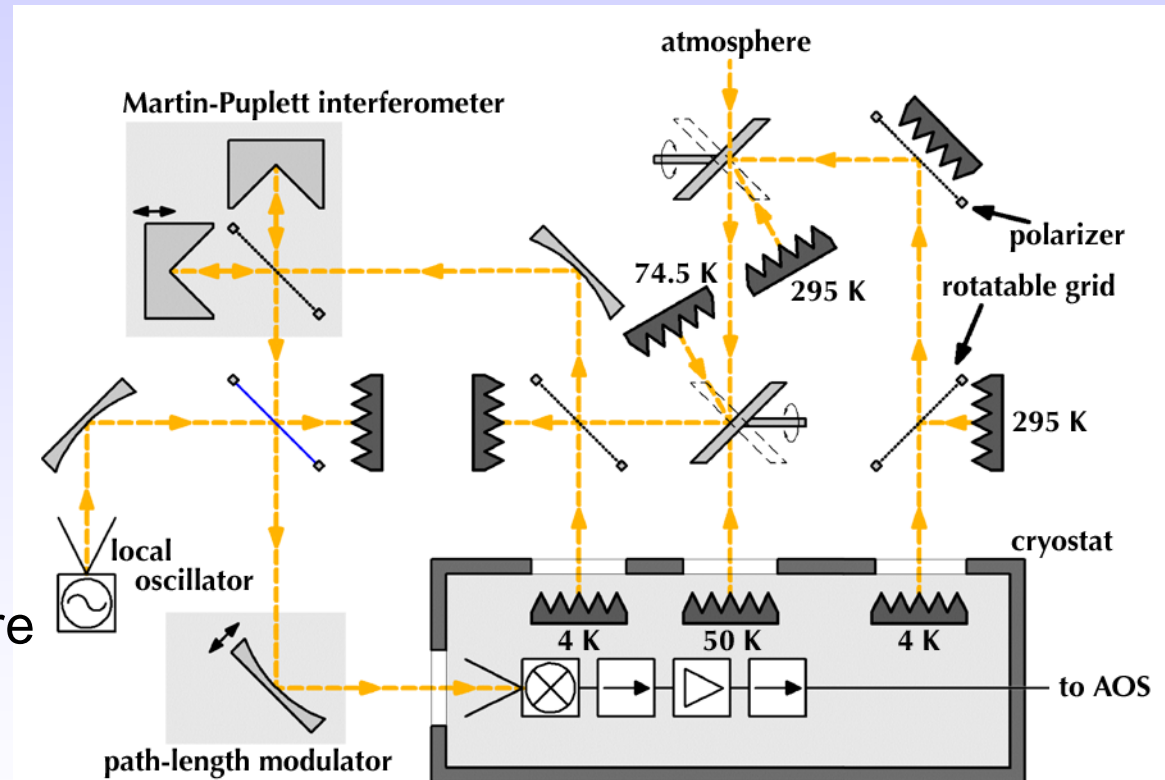 atmosphere
Martin-Puplett interferometer
polarizer
74.5 K
295 K
rotatable grid
295 K
local
oscillator
cryostat
re
4 K
50 K
4 K
to AOS
path-length modulator